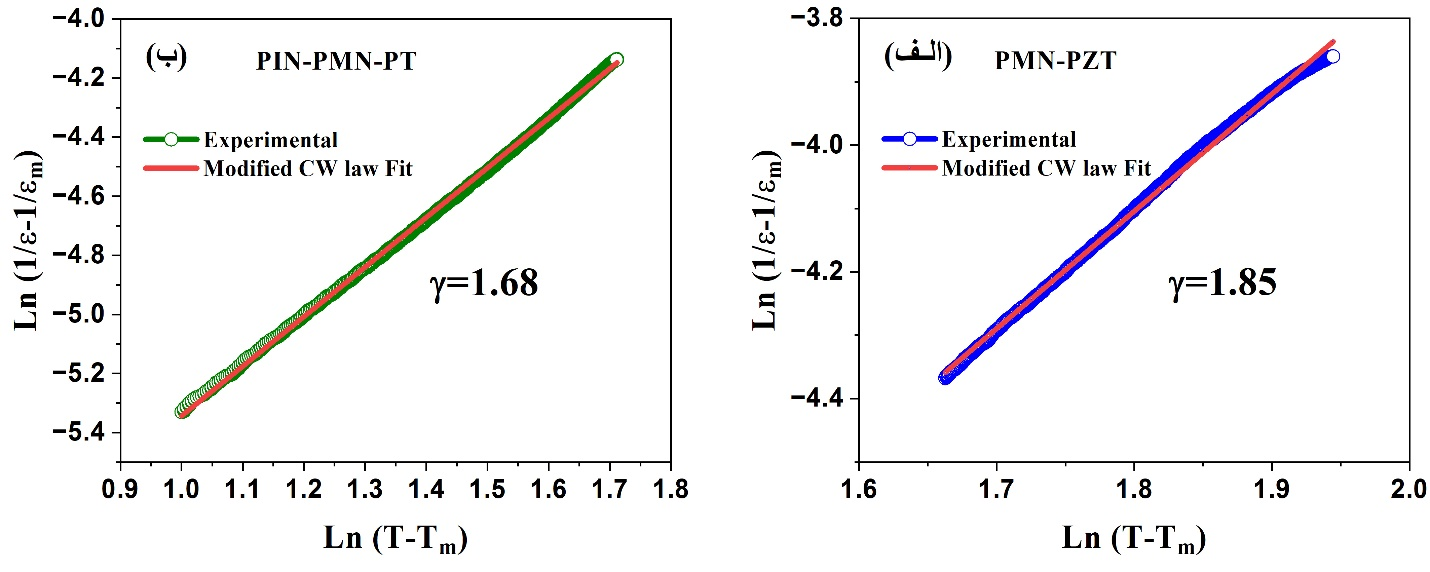 (ب)
PIN-PMN-PT
Experimental
Modified CW law Fit
γ=1.68
Ln (1/ε-1/εm)
−4.0
−4.2
−4.4
−4.6
−4.8
−5.0
−5.2
−5.4
0.9 1.0 1.1 1.2 1.3 1.4 1.5 1.6 1.7 1.8
Ln (T-Tm)
(الـف)
PMN-PZT
Experimental
Modified CW law Fit
γ=1.85
Ln (1/ε-1/εm)
−3.8
−4.0
−4.2
−4.4
1.6 1.7 1.8 1.9 2.0
Ln (T-Tm)